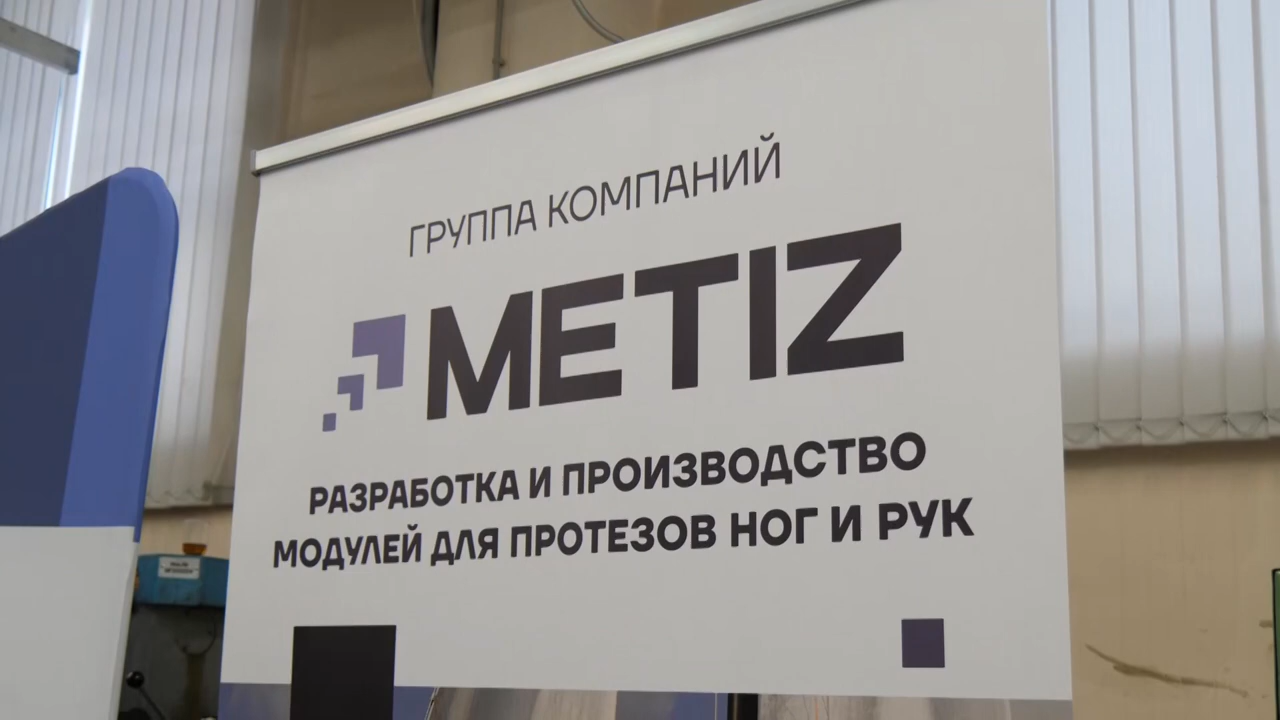 ГРУППА КОМПАНИЙ
METIZ
РАЗРАБОТКА И ПРОИЗВОДСТВО
МОДУЛЕЙ ДЛЯ ПРОТЕЗОВ НОГ И РУК